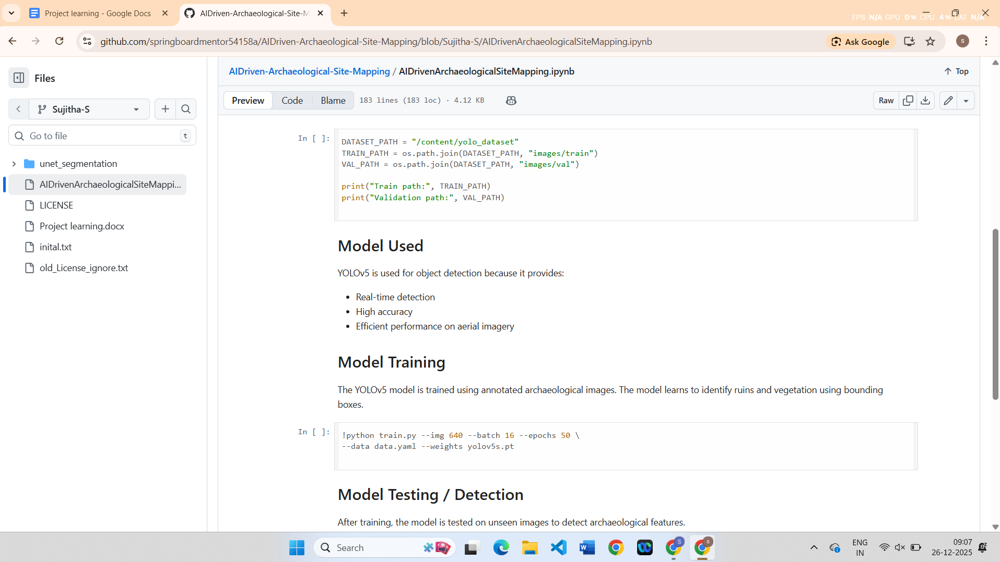 Project learning - Google Docs
AIDriven-Archaeological-Site-M
FPS N/A GPU 0% CPU 4% LAT N/A
github.com/springboardmentor54158a/AIDriven-Archaeological-Site-Mapping/blob/Sujitha-S/AIDrivenArchaeologicalSiteMapping.ipynb
Ask Google
S
Files
Sujitha-S
Go to file
t
unet_segmentation
AIDrivenArchaeologicalSiteMappi...
LICENSE
Project learning.docx
inital.txt
old_License_ignore.txt
AIDriven-Archaeological-Site-Mapping / AIDrivenArchaeologicalSiteMapping.ipynb
Top
Preview
Code
Blame
183 lines (183 loc) · 4.12 KB
Raw
In [ ]:
DATASET_PATH = "/content/yolo_dataset"
TRAIN_PATH = os.path.join(DATASET_PATH, "images/train")
VAL_PATH = os.path.join(DATASET_PATH, "images/val")
print("Train path:", TRAIN_PATH)
print("Validation path:", VAL_PATH)
Model Used
YOLOv5 is used for object detection because it provides:
• Real-time detection
• High accuracy
• Efficient performance on aerial imagery
Model Training
The YOLOv5 model is trained using annotated archaeological images. The model learns to identify ruins and vegetation using bounding
boxes.
In [ ]:
!python train.py --img 640 --batch 16 --epochs 50 \
--data data.yaml --weights yolov5s.pt
Model Testing / Detection
After training, the model is tested on unseen images to detect archaeological features.
Search
S
S
ENG
IN
09:07
26-12-2025